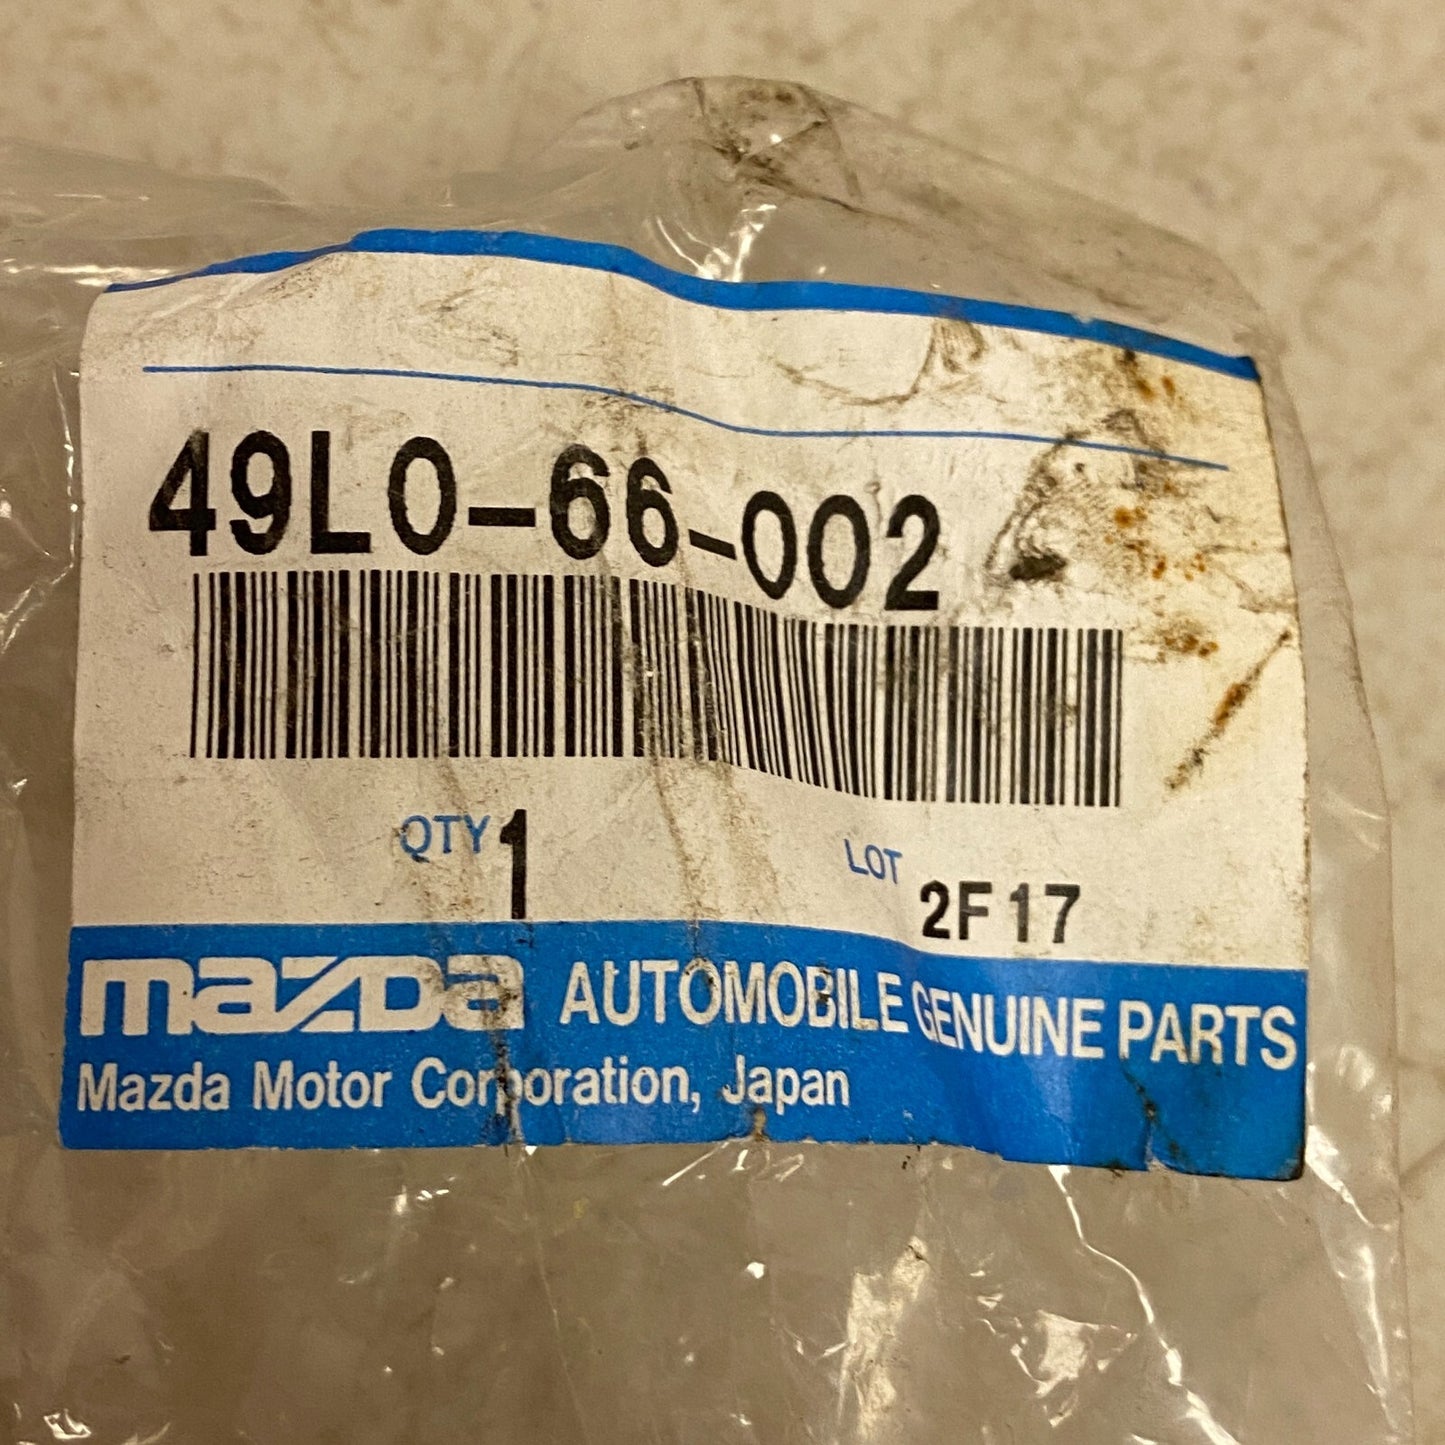 49L0-66-002
QTY 1
LOT 2F17
mazda AUTOMOBILE GENUINE PARTS
Mazda Motor Corporation, Japan